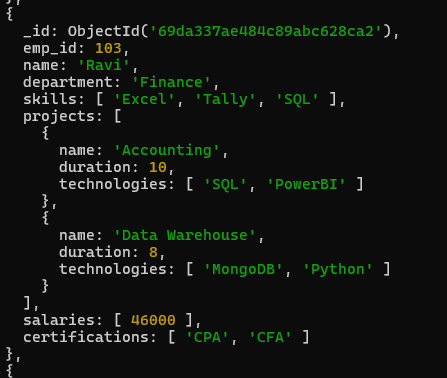 },
{
_id: ObjectId('69da337ae484c89abc628ca2'),
emp_id: 103,
name: 'Ravi',
department: 'Finance',
skills: [ 'Excel', 'Tally', 'SQL' ],
projects: [
{
name: 'Accounting',
duration: 10,
technologies: [ 'SQL', 'PowerBI' ]
},
{
name: 'Data Warehouse',
duration: 8,
technologies: [ 'MongoDB', 'Python' ]
}
],
salaries: [ 46000 ],
certifications: [ 'CPA', 'CFA' ]
},
{